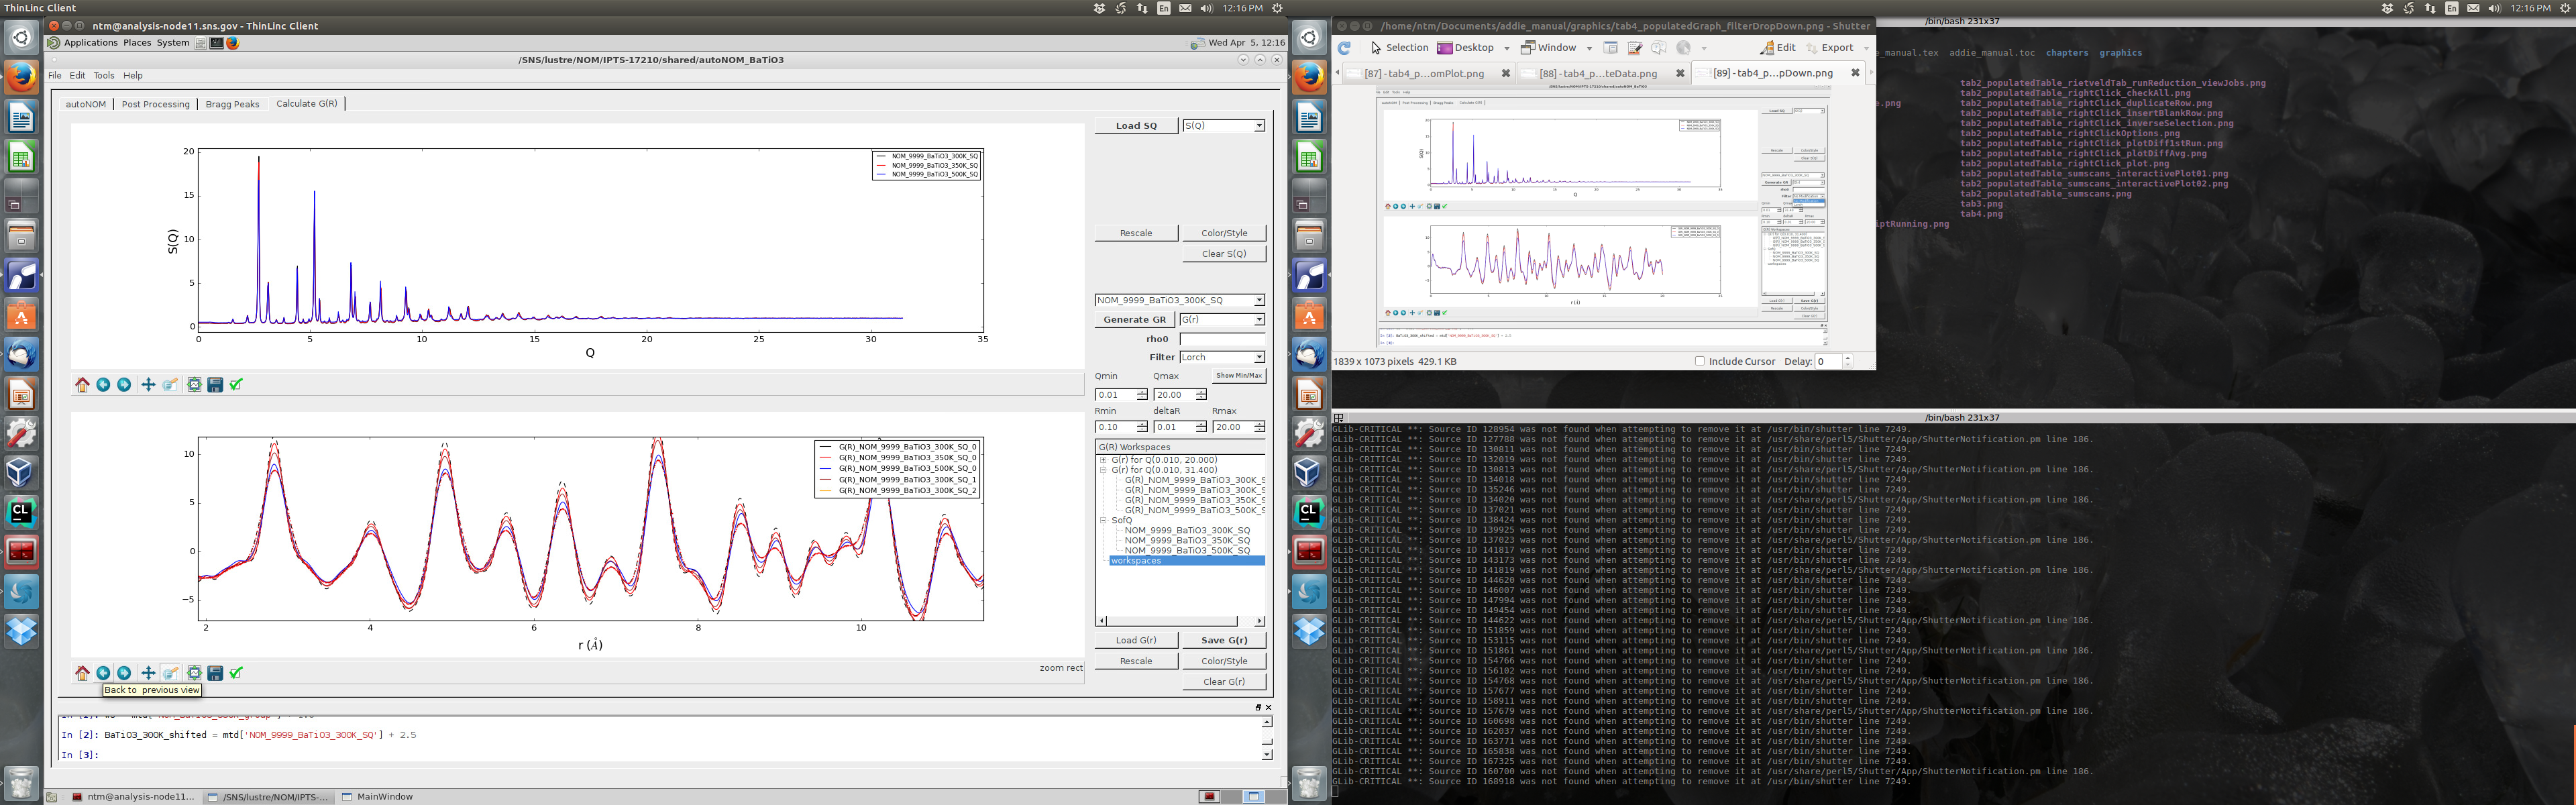 ThinLinc Client
En
12:16 PM
ntm@analysis-node11.sns.gov - ThinLinc Client
Applications Places System
Wed Apr 5, 12:16
/SNS/lustre/NOM/IPTS-17210/shared/autoNOM_BaTiO3
File Edit Tools Help
autoNOM Post Processing Bragg Peaks Calculate G(R)
20
15
10
5
0
S(Q)
NOM_9999_BaTiO3_300K_SQ
NOM_9999_BaTiO3_350K_SQ
NOM_9999_BaTiO3_500K_SQ
0 5 10 15 20 25 30 35
Q
Load SQ S(Q)
Rescale Color/Style
Clear S(Q)
NOM_9999_BaTiO3_300K_SQ
Generate GR G(r)
rho0
Filter Lorch
Qmin Qmax Show Min/Max
0.01 20.00
Rmin deltaR Rmax
0.10 0.01 20.00
10
5
0
−5
G(R)_NOM_9999_BaTiO3_300K_SQ_0
G(R)_NOM_9999_BaTiO3_350K_SQ_0
G(R)_NOM_9999_BaTiO3_500K_SQ_0
G(R)_NOM_9999_BaTiO3_300K_SQ_1
G(R)_NOM_9999_BaTiO3_300K_SQ_2
2 4 6 8 10
r (Å)
zoom rect
Back to previous view
G(R) Workspaces
G(r) for Q(0.010, 20.000)
G(r) for Q(0.010, 31.400)
G(R)_NOM_9999_BaTiO3_300K_S
G(R)_NOM_9999_BaTiO3_300K_S
G(R)_NOM_9999_BaTiO3_350K_S
G(R)_NOM_9999_BaTiO3_500K_S
SofQ
NOM_9999_BaTiO3_300K_SQ
NOM_9999_BaTiO3_350K_SQ
NOM_9999_BaTiO3_500K_SQ
workspaces
Load G(r) Save G(r)
Rescale Color/Style
Clear G(r)
In [2]: BaTiO3_300K_shifted = mtd['NOM_9999_BaTiO3_300K_SQ'] + 2.5
In [3]:
ntm@analysis-node11... /SNS/lustre/NOM/IPTS-... MainWindow
ThinLinc Client
En
12:16 PM
/home/ntm/Documents/addie_manual/graphics/tab4_populatedGraph_filterDropDown.png - Shutter
Selection Desktop Window Edit Export
[87] - tab4_p...omPlot.png [88] - tab4_p...teData.png [89] - tab4_p...pDown.png
1839 x 1073 pixels 429.1 KB Include Cursor Delay: 0
/bin/bash 231x37
e_manual.tex addie_manual.toc chapters graphics
tab2_populatedTable_rietveldTab_runReduction_viewJobs.png
tab2_populatedTable_rightClick_checkAll.png
e.png tab2_populatedTable_rightClick_duplicateRow.png
tab2_populatedTable_rightClick_insertBlankRow.png
tab2_populatedTable_rightClick_inverseSelection.png
tab2_populatedTable_rightClickOptions.png
tab2_populatedTable_rightClick_plotDiff1stRun.png
tab2_populatedTable_rightClick_plotDiffAvg.png
tab2_populatedTable_rightClick_plot.png
tab2_populatedTable_sumscans_interactivePlot01.png
tab2_populatedTable_sumscans_interactivePlot02.png
tab2_populatedTable_sumscans.png
tab3.png
tab4.png
iptRunning.png
/bin/bash 231x37
GLib-CRITICAL **: Source ID 128954 was not found when attempting to remove it at /usr/bin/shutter line 7249.
GLib-CRITICAL **: Source ID 127788 was not found when attempting to remove it at /usr/share/perl5/Shutter/App/ShutterNotification.pm line 186.
GLib-CRITICAL **: Source ID 130811 was not found when attempting to remove it at /usr/bin/shutter line 7249.
GLib-CRITICAL **: Source ID 132019 was not found when attempting to remove it at /usr/bin/shutter line 7249.
GLib-CRITICAL **: Source ID 130813 was not found when attempting to remove it at /usr/share/perl5/Shutter/App/ShutterNotification.pm line 186.
GLib-CRITICAL **: Source ID 134018 was not found when attempting to remove it at /usr/bin/shutter line 7249.
GLib-CRITICAL **: Source ID 135246 was not found when attempting to remove it at /usr/bin/shutter line 7249.
GLib-CRITICAL **: Source ID 134020 was not found when attempting to remove it at /usr/share/perl5/Shutter/App/ShutterNotification.pm line 186.
GLib-CRITICAL **: Source ID 137021 was not found when attempting to remove it at /usr/bin/shutter line 7249.
GLib-CRITICAL **: Source ID 138424 was not found when attempting to remove it at /usr/bin/shutter line 7249.
GLib-CRITICAL **: Source ID 139925 was not found when attempting to remove it at /usr/bin/shutter line 7249.
GLib-CRITICAL **: Source ID 137023 was not found when attempting to remove it at /usr/share/perl5/Shutter/App/ShutterNotification.pm line 186.
GLib-CRITICAL **: Source ID 141817 was not found when attempting to remove it at /usr/bin/shutter line 7249.
GLib-CRITICAL **: Source ID 143173 was not found when attempting to remove it at /usr/bin/shutter line 7249.
GLib-CRITICAL **: Source ID 141819 was not found when attempting to remove it at /usr/share/perl5/Shutter/App/ShutterNotification.pm line 186.
GLib-CRITICAL **: Source ID 144620 was not found when attempting to remove it at /usr/bin/shutter line 7249.
GLib-CRITICAL **: Source ID 146007 was not found when attempting to remove it at /usr/bin/shutter line 7249.
GLib-CRITICAL **: Source ID 147994 was not found when attempting to remove it at /usr/bin/shutter line 7249.
GLib-CRITICAL **: Source ID 149454 was not found when attempting to remove it at /usr/bin/shutter line 7249.
GLib-CRITICAL **: Source ID 144622 was not found when attempting to remove it at /usr/share/perl5/Shutter/App/ShutterNotification.pm line 186.
GLib-CRITICAL **: Source ID 151859 was not found when attempting to remove it at /usr/bin/shutter line 7249.
GLib-CRITICAL **: Source ID 153115 was not found when attempting to remove it at /usr/bin/shutter line 7249.
GLib-CRITICAL **: Source ID 151861 was not found when attempting to remove it at /usr/share/perl5/Shutter/App/ShutterNotification.pm line 186.
GLib-CRITICAL **: Source ID 154766 was not found when attempting to remove it at /usr/bin/shutter line 7249.
GLib-CRITICAL **: Source ID 156102 was not found when attempting to remove it at /usr/bin/shutter line 7249.
GLib-CRITICAL **: Source ID 154768 was not found when attempting to remove it at /usr/share/perl5/Shutter/App/ShutterNotification.pm line 186.
GLib-CRITICAL **: Source ID 157677 was not found when attempting to remove it at /usr/bin/shutter line 7249.
GLib-CRITICAL **: Source ID 158911 was not found when attempting to remove it at /usr/bin/shutter line 7249.
GLib-CRITICAL **: Source ID 157679 was not found when attempting to remove it at /usr/share/perl5/Shutter/App/ShutterNotification.pm line 186.
GLib-CRITICAL **: Source ID 160698 was not found when attempting to remove it at /usr/bin/shutter line 7249.
GLib-CRITICAL **: Source ID 162037 was not found when attempting to remove it at /usr/bin/shutter line 7249.
GLib-CRITICAL **: Source ID 163771 was not found when attempting to remove it at /usr/bin/shutter line 7249.
GLib-CRITICAL **: Source ID 165838 was not found when attempting to remove it at /usr/bin/shutter line 7249.
GLib-CRITICAL **: Source ID 167325 was not found when attempting to remove it at /usr/bin/shutter line 7249.
GLib-CRITICAL **: Source ID 160700 was not found when attempting to remove it at /usr/share/perl5/Shutter/App/ShutterNotification.pm line 186.
GLib-CRITICAL **: Source ID 168918 was not found when attempting to remove it at /usr/bin/shutter line 7249.